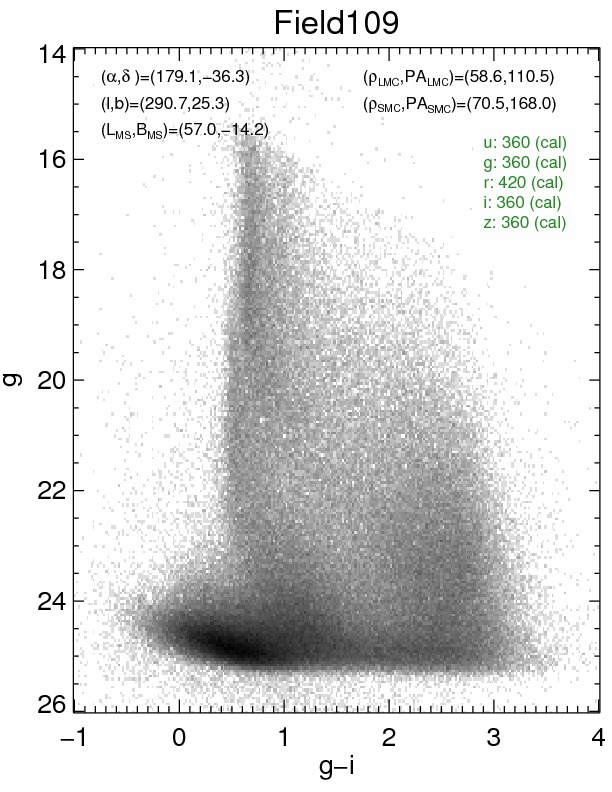 Field109
(α,δ )=(179.1,−36.3)
(ρLMC,PALMC)=(58.6,110.5)
(l,b)=(290.7,25.3)
(ρSMC,PASMC)=(70.5,168.0)
(LMS,BMS)=(57.0,−14.2)
u: 360 (cal)
g: 360 (cal)
r: 420 (cal)
i: 360 (cal)
z: 360 (cal)
14
16
18
20
22
24
26
g
−1 0 1 2 3 4
g−i